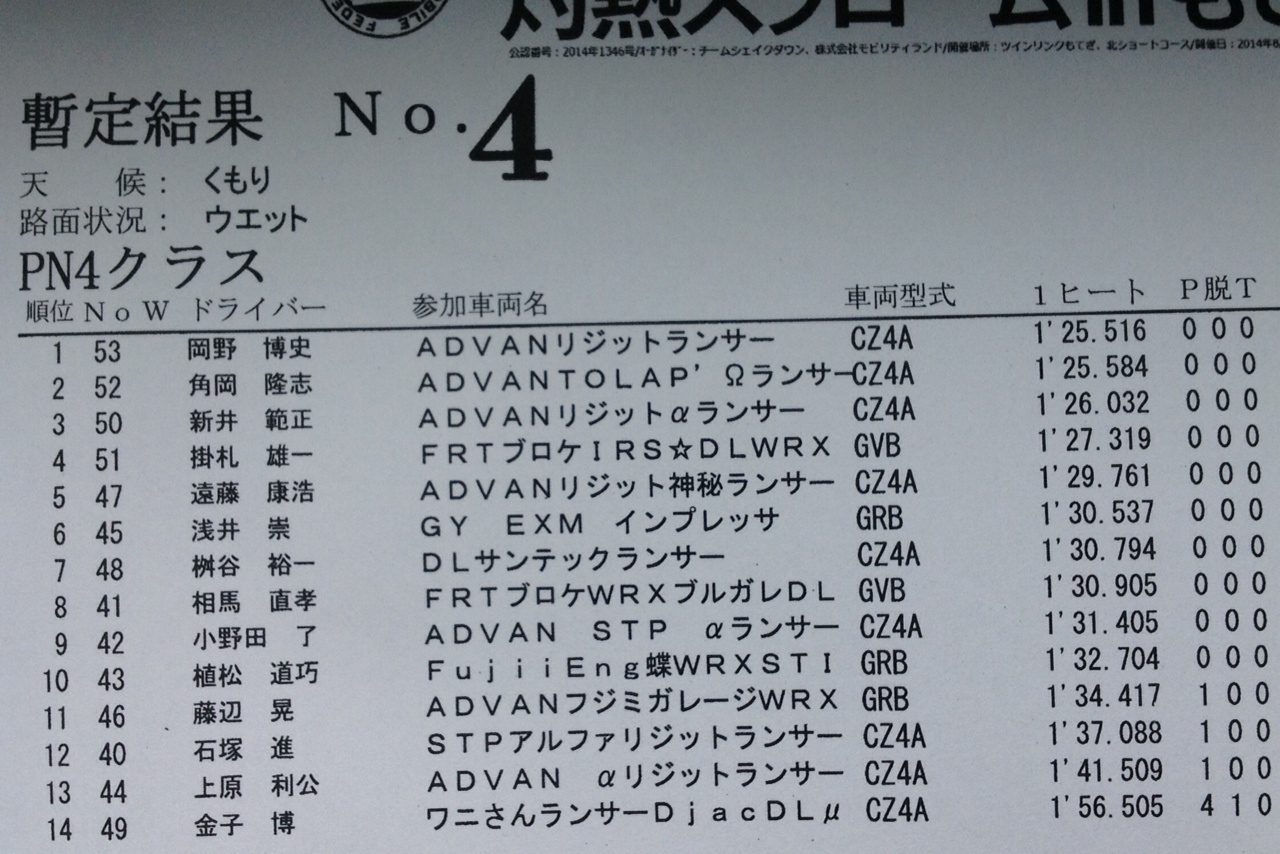 BILE FEDE
灼熱スラローム in もて
公認番号：2014年1346号/ｵｰｶﾞﾅｲｻﾞｰ：チームシェイクダウン、株式会社モビリティランド/開催場所：ツインリンクもてぎ、北ショートコース/開催日：2014年8
暫定結果　Ｎｏ.4
天　　候： くもり
路面状況： ウエット
PN4クラス
順位 Ｎｏ Ｗ ドライバー 参加車両名 車両型式 １ヒート Ｐ脱Ｔ
1 53 岡野　博史 ＡＤＶＡＮリジットランサー CZ4A 1'25.516 0 0 0
2 52 角岡　隆志 ＡＤＶＡＮＴＯＬＡＰ’Ωランサー CZ4A 1'25.584 0 0 0
3 50 新井　範正 ＡＤＶＡＮリジットαランサー CZ4A 1'26.032 0 0 0
4 51 掛札　雄一 ＦＲＴブロケＩＲＳ☆ＤＬＷＲＸ GVB 1'27.319 0 0 0
5 47 遠藤　康浩 ＡＤＶＡＮリジット神秘ランサー CZ4A 1'29.761 0 0 0
6 45 浅井　崇 ＧＹ　ＥＸＭ　インプレッサ GRB 1'30.537 0 0 0
7 48 桝谷　裕一 ＤＬサンテックランサー CZ4A 1'30.794 0 0 0
8 41 相馬　直孝 ＦＲＴブロケＷＲＸブルガレＤＬ GVB 1'30.905 0 0 0
9 42 小野田　了 ＡＤＶＡＮ　ＳＴＰ　αランサー CZ4A 1'31.405 0 0 0
10 43 植松　道巧 ＦｕｊｉｉＥｎｇ蝶ＷＲＸＳＴＩ GRB 1'32.704 0 0 0
11 46 藤辺　晃 ＡＤＶＡＮフジミガレージＷＲＸ GRB 1'34.417 1 0 0
12 40 石塚　進 ＳＴＰアルファリジットランサー CZ4A 1'37.088 1 0 0
13 44 上原　利公 ＡＤＶＡＮ　αリジットランサー CZ4A 1'41.509 1 0 0
14 49 金子　博 ワニさんランサーＤｊａｃＤＬμ CZ4A 1'56.505 4 1 0